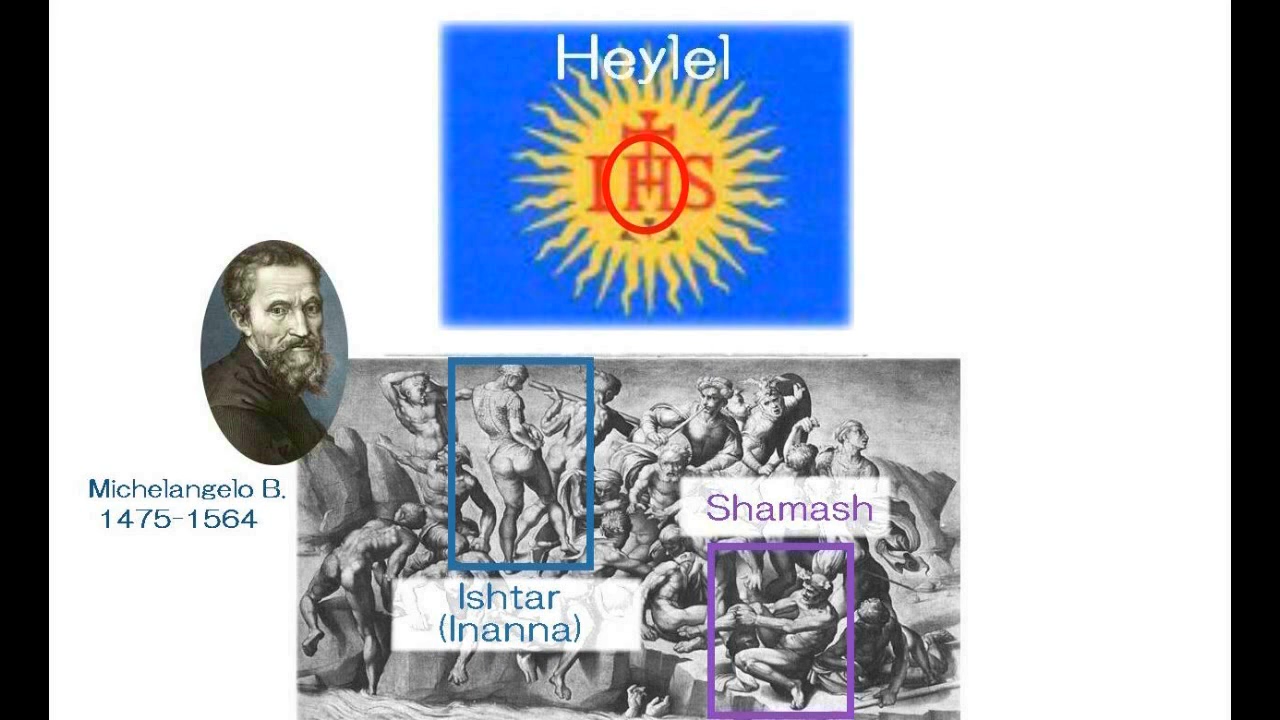 Heylel
IHS
Michelangelo B.
1475-1564
Shamash
Ishtar
(Inanna)